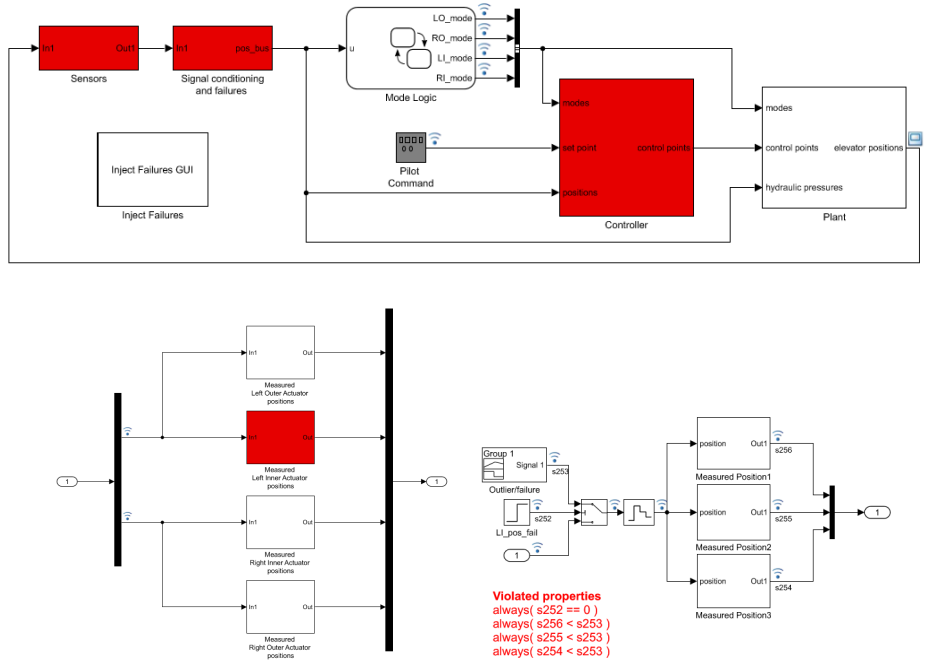 In1
Out1
Sensors
In1
pos_bus
Signal conditioning
and failures
u
LO_mode
RO_mode
LI_mode
RI_mode
Mode Logic
Inject Failures GUI
Inject Failures
Pilot
Command
modes
set point
positions
control points
Controller
modes
control points
hydraulic pressures
elevator positions
Plant
1
In1
Out
Measured
Left Outer Actuator
positions
In1
Out
Measured
Left Inner Actuator
positions
In1
Out
Measured
Right Inner Actuator
positions
In1
Out
Measured
Right Outer Actuator
positions
1
Group 1
Signal 1
s253
Outlier/failure
s252
LI_pos_fail
1
position
Out1
s256
Measured Position1
position
Out1
s255
Measured Position2
position
Out1
s254
Measured Position3
1
Violated properties
always( s252 == 0 )
always( s256 < s253 )
always( s255 < s253 )
always( s254 < s253 )